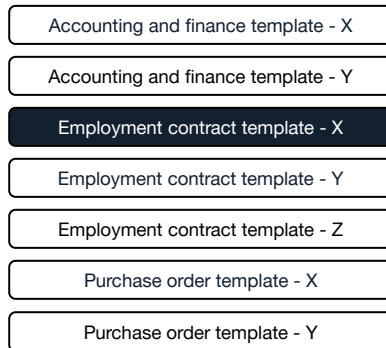 Accounting and finance template - X
Accounting and finance template - Y
Employment contract template - X
Employment contract template - Y
Employment contract template - Z
Purchase order template - X
Purchase order template - Y